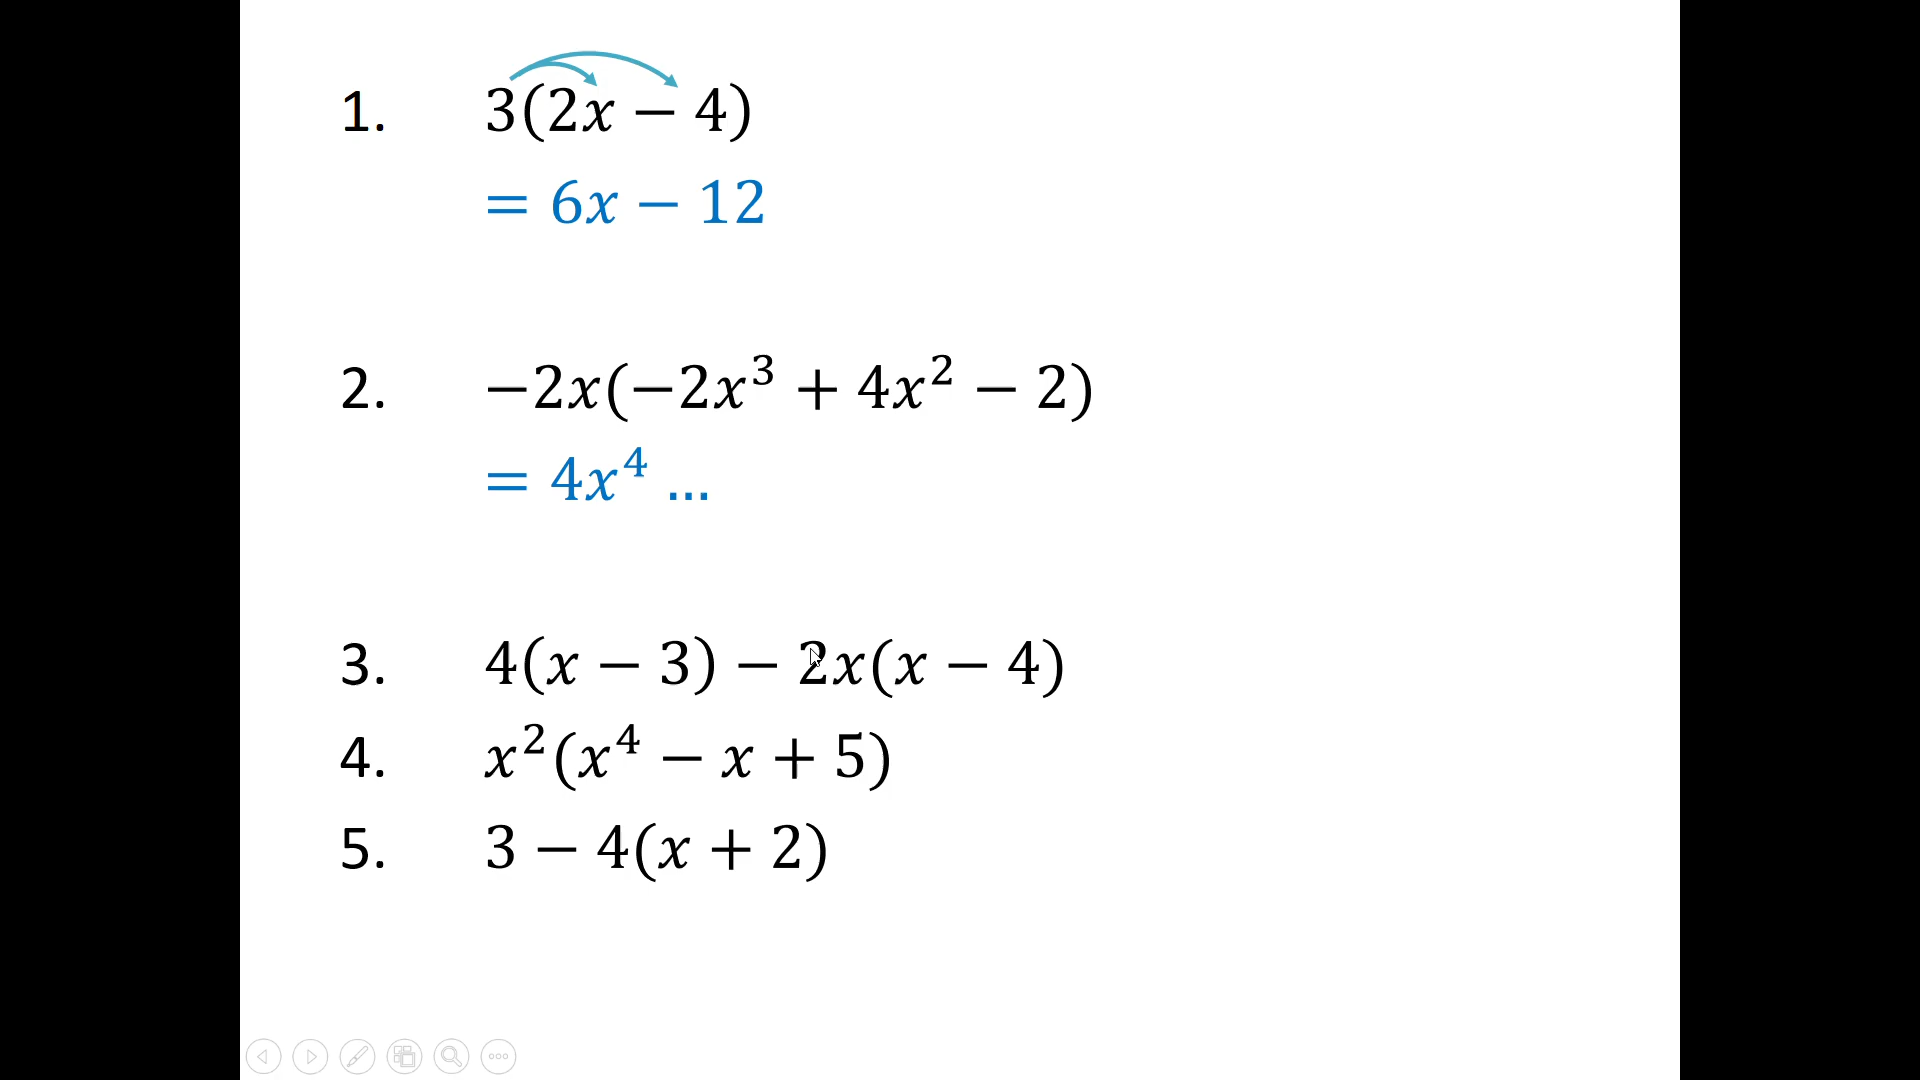 1. 3(2x − 4)
= 6x − 12
2. −2x(−2x³ + 4x² − 2)
= 4x⁴ ...
3. 4(x − 3) − 2x(x − 4)
4. x²(x⁴ − x + 5)
5. 3 − 4(x + 2)